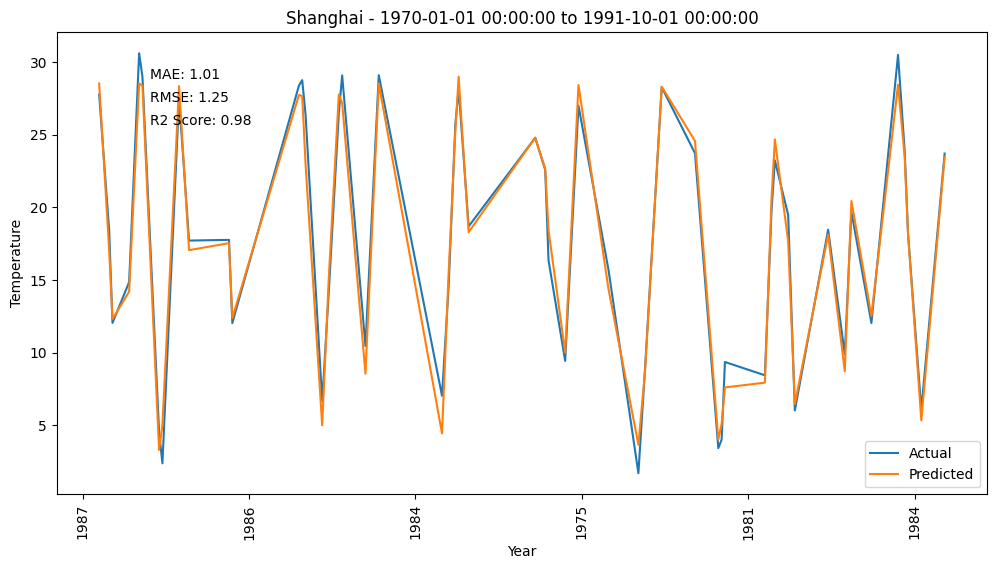 Shanghai - 1970-01-01 00:00:00 to 1991-10-01 00:00:00
30
25
20
15
10
5
Temperature
MAE: 1.01
RMSE: 1.25
R2 Score: 0.98
Actual
Predicted
1987
1986
1984
1975
1981
1984
Year